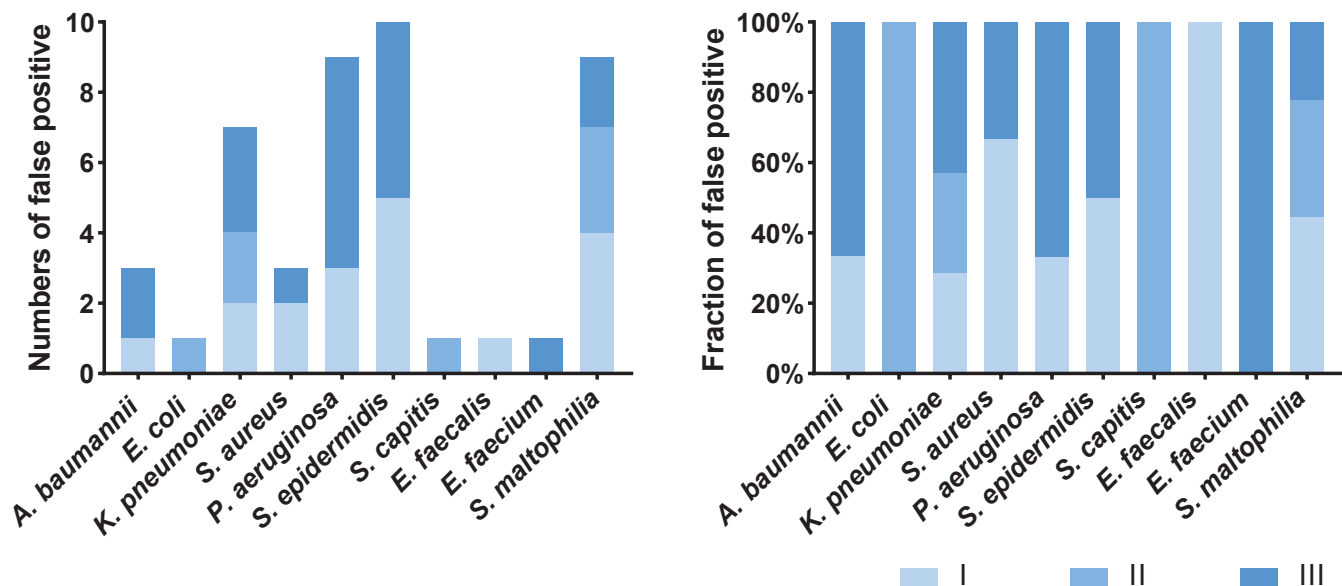 Numbers of false positive
10
8
6
4
2
0
A. baumannii
E. coli
K. pneumoniae
S. aureus
P. aeruginosa
S. epidermidis
S. capitis
E. faecalis
E. faecium
S. maltophilia
Fraction of false positive
100%
80%
60%
40%
20%
0%
A. baumannii
E. coli
K. pneumoniae
S. aureus
P. aeruginosa
S. epidermidis
S. capitis
E. faecalis
E. faecium
S. maltophilia
I
II
III